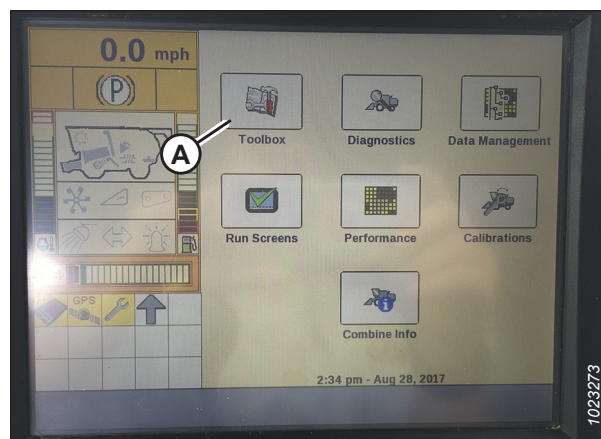 0.0 mph
(P)
Toolbox
Diagnostics
Data Management
A
Run Screens
Performance
Calibrations
GPS
Combine Info
2:34 pm - Aug 28, 2017
1023273